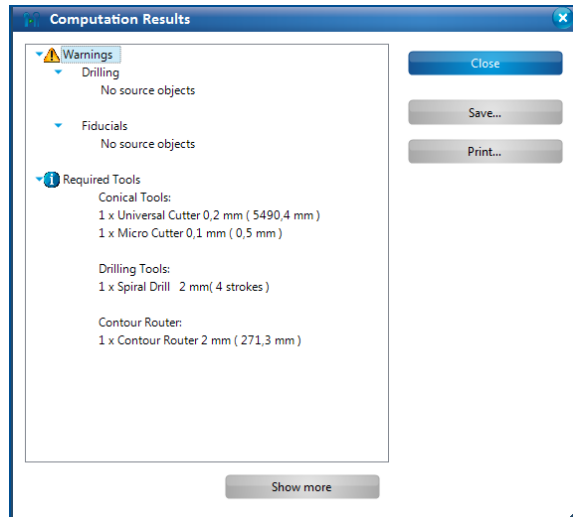 Computation Results
Warnings
Drilling
No source objects
Fiducials
No source objects
Required Tools
Conical Tools:
1 x Universal Cutter 0,2 mm ( 5490,4 mm )
1 x Micro Cutter 0,1 mm ( 0,5 mm )
Drilling Tools:
1 x Spiral Drill 2 mm( 4 strokes )
Contour Router:
1 x Contour Router 2 mm ( 271,3 mm )
Close
Save...
Print...
Show more